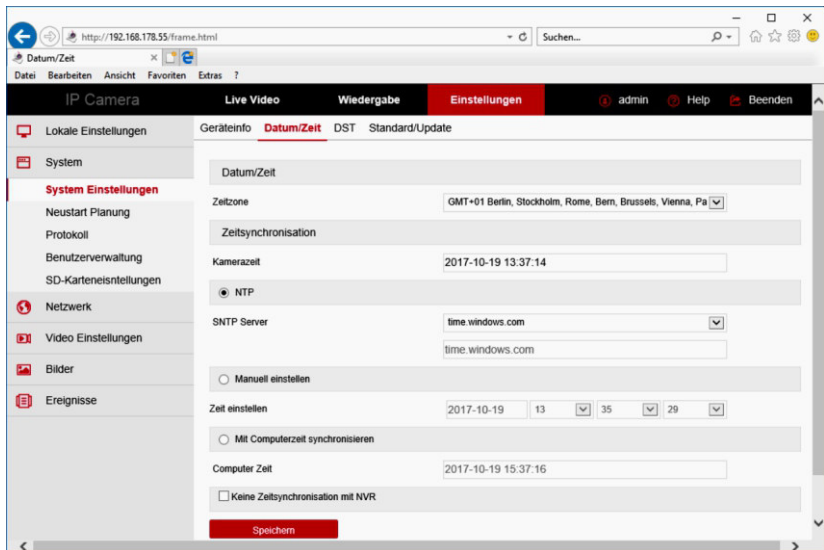 http://192.168.178.55/frame.html
Suchen...
Datum/Zeit
Datei Bearbeiten Ansicht Favoriten Extras ?
IP Camera Live Video Wiedergabe Einstellungen admin Help Beenden
Lokale Einstellungen
System
System Einstellungen
Neustart Planung
Protokoll
Benutzerverwaltung
SD-Karteneisntellungen
Netzwerk
Video Einstellungen
Bilder
Ereignisse
Geräteinfo Datum/Zeit DST Standard/Update
Datum/Zeit
Zeitzone GMT+01 Berlin, Stockholm, Rome, Bern, Brussels, Vienna, Pa
Zeitsynchronisation
Kamerazeit 2017-10-19 13:37:14
NTP
SNTP Server time.windows.com
time.windows.com
Manuell einstellen
Zeit einstellen 2017-10-19 13 35 29
Mit Computerzeit synchronisieren
Computer Zeit 2017-10-19 15:37:16
Keine Zeitsynchronisation mit NVR
Speichern